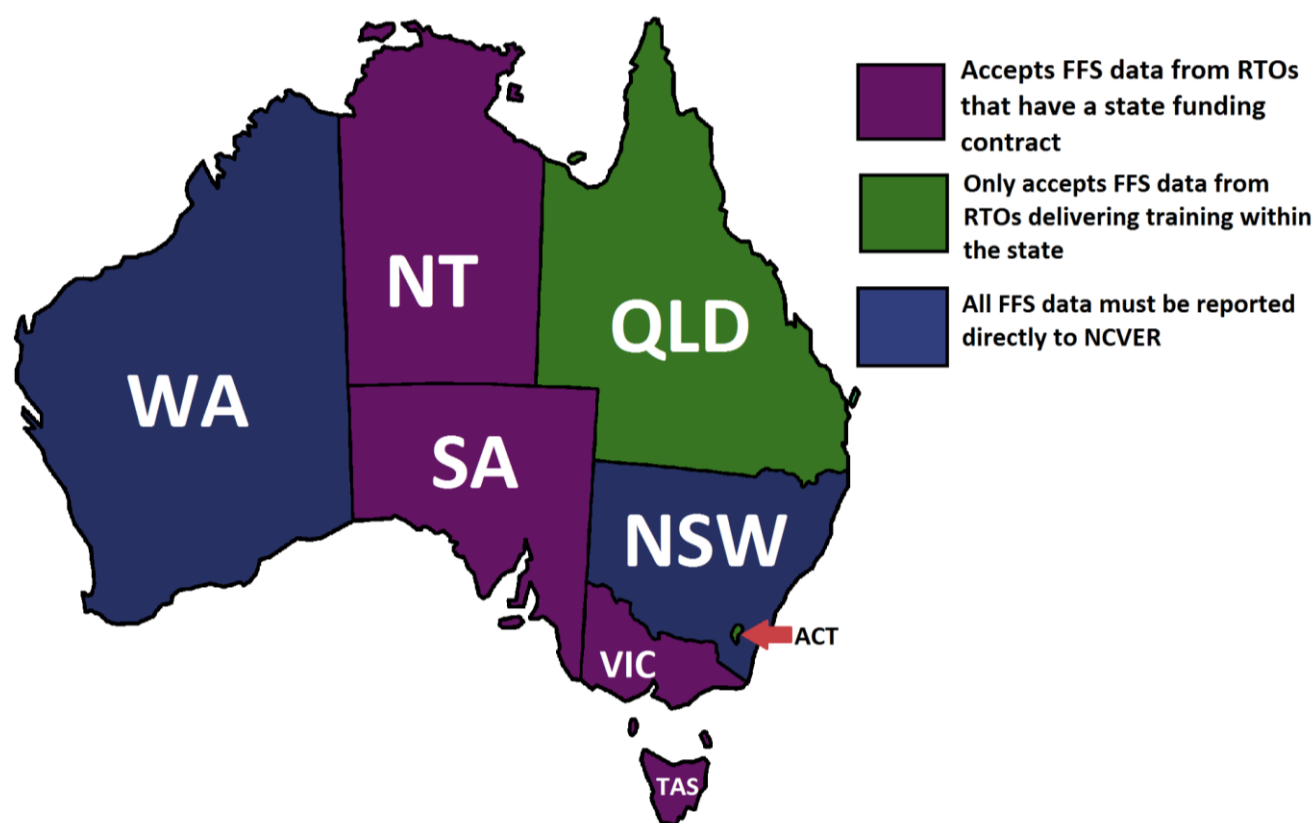 Accepts FFS data from RTOs
that have a state funding
contract
Only accepts FFS data from
RTOs delivering training within
the state
All FFS data must be reported
directly to NCVER
NT
QLD
WA
SA
NSW
ACT
VIC
TAS